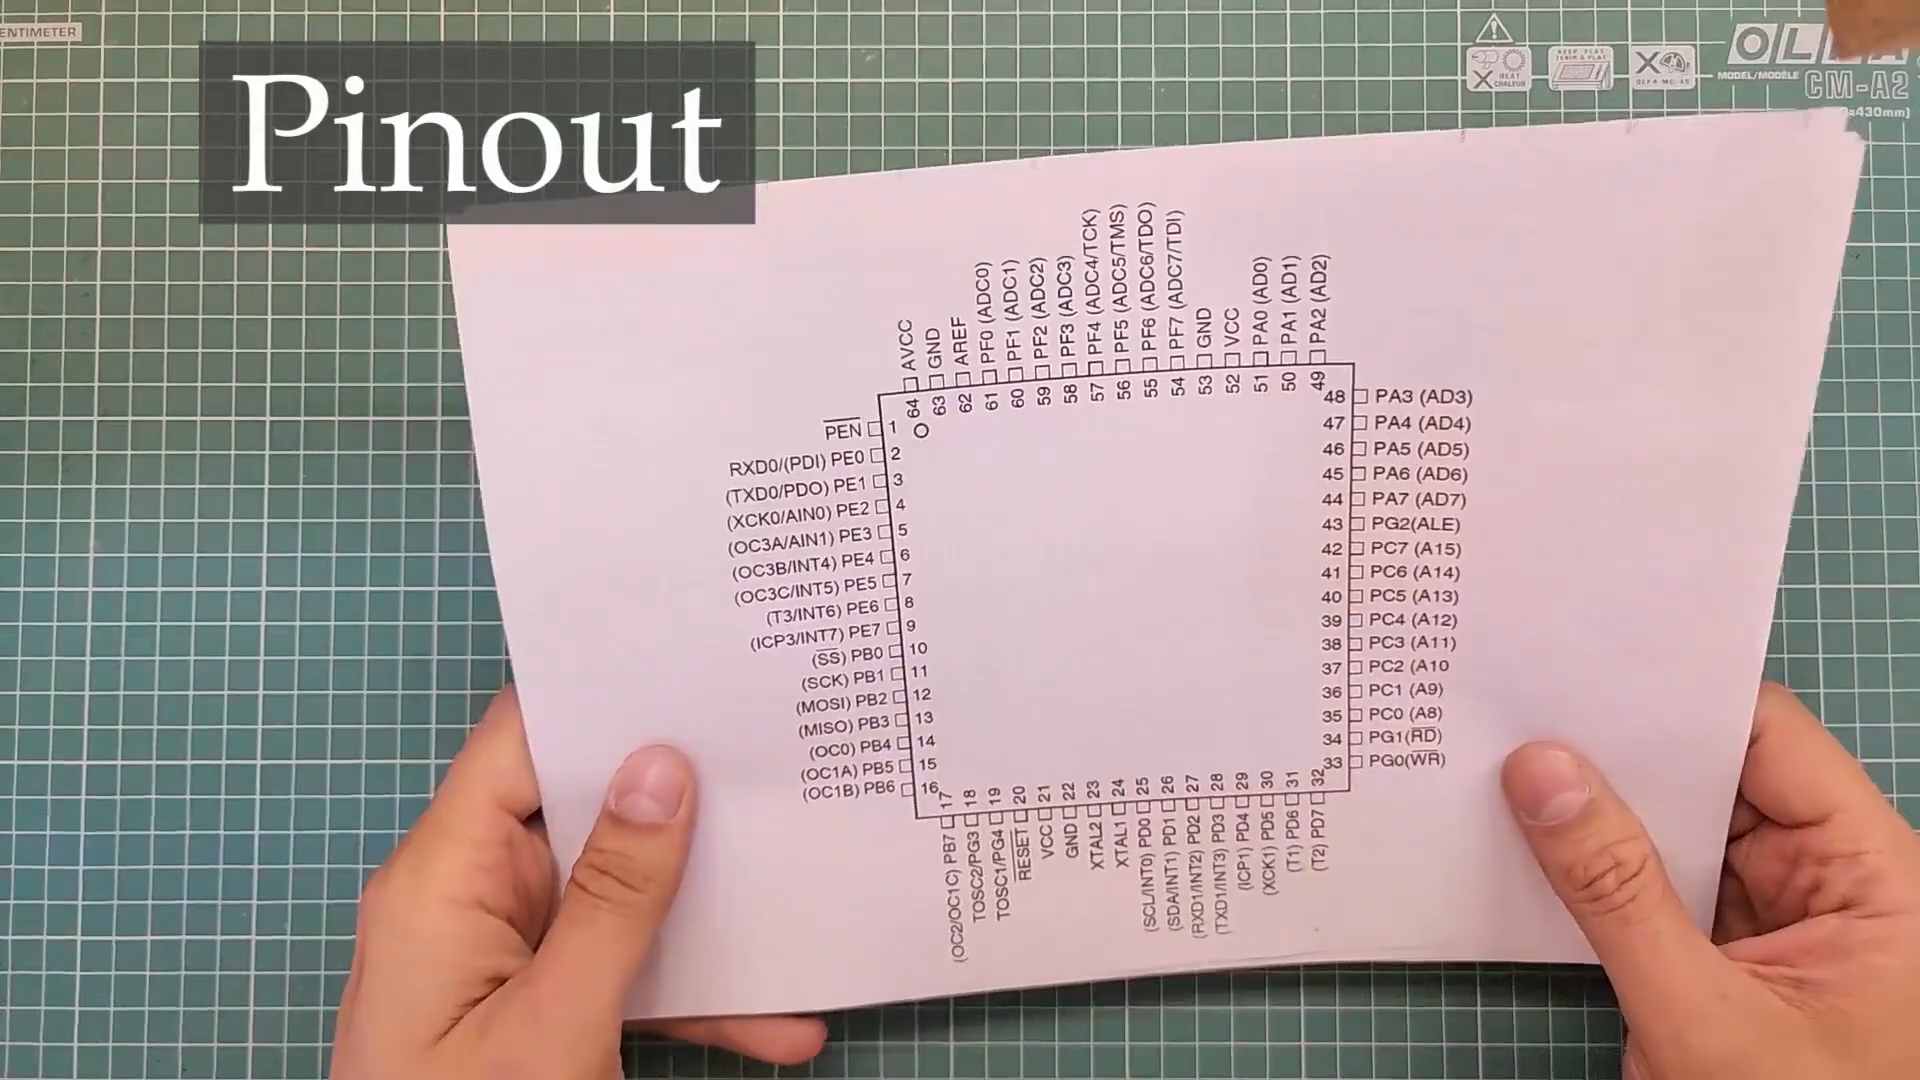 ENTIMETER
Pinout
HEAT
CHALEUR
KEEP FLAT
TENIR A PLAT
OLFA MC-45
MODEL/MODÈLE
CM-A2
430mm)
AVCC
GND
AREF
PF0 (ADC0)
PF1 (ADC1)
PF2 (ADC2)
PF3 (ADC3)
PF4 (ADC4/TCK)
PF5 (ADC5/TMS)
PF6 (ADC6/TDO)
PF7 (ADC7/TDI)
GND
VCC
PA0 (AD0)
PA1 (AD1)
PA2 (AD2)
64
63
62
61
60
59
58
57
56
55
54
53
52
51
50
49
PEN 1
RXD0/(PDI) PE0 2
(TXD0/PDO) PE1 3
(XCK0/AIN0) PE2 4
(OC3A/AIN1) PE3 5
(OC3B/INT4) PE4 6
(OC3C/INT5) PE5 7
(T3/INT6) PE6 8
(ICP3/INT7) PE7 9
(SS) PB0 10
(SCK) PB1 11
(MOSI) PB2 12
(MISO) PB3 13
(OC0) PB4 14
(OC1A) PB5 15
(OC1B) PB6 16
48 PA3 (AD3)
47 PA4 (AD4)
46 PA5 (AD5)
45 PA6 (AD6)
44 PA7 (AD7)
43 PG2(ALE)
42 PC7 (A15)
41 PC6 (A14)
40 PC5 (A13)
39 PC4 (A12)
38 PC3 (A11)
37 PC2 (A10
36 PC1 (A9)
35 PC0 (A8)
34 PG1(RD)
33 PG0(WR)
17
18
19
20
21
22
23
24
25
26
27
28
29
30
31
32
(OC2/OC1C) PB7
TOSC2/PG3
TOSC1/PG4
RESET
VCC
GND
XTAL2
XTAL1
(SCL/INT0) PD0
(SDA/INT1) PD1
(RXD1/INT2) PD2
(TXD1/INT3) PD3
(ICP1) PD4
(XCK1) PD5
(T1) PD6
(T2) PD7